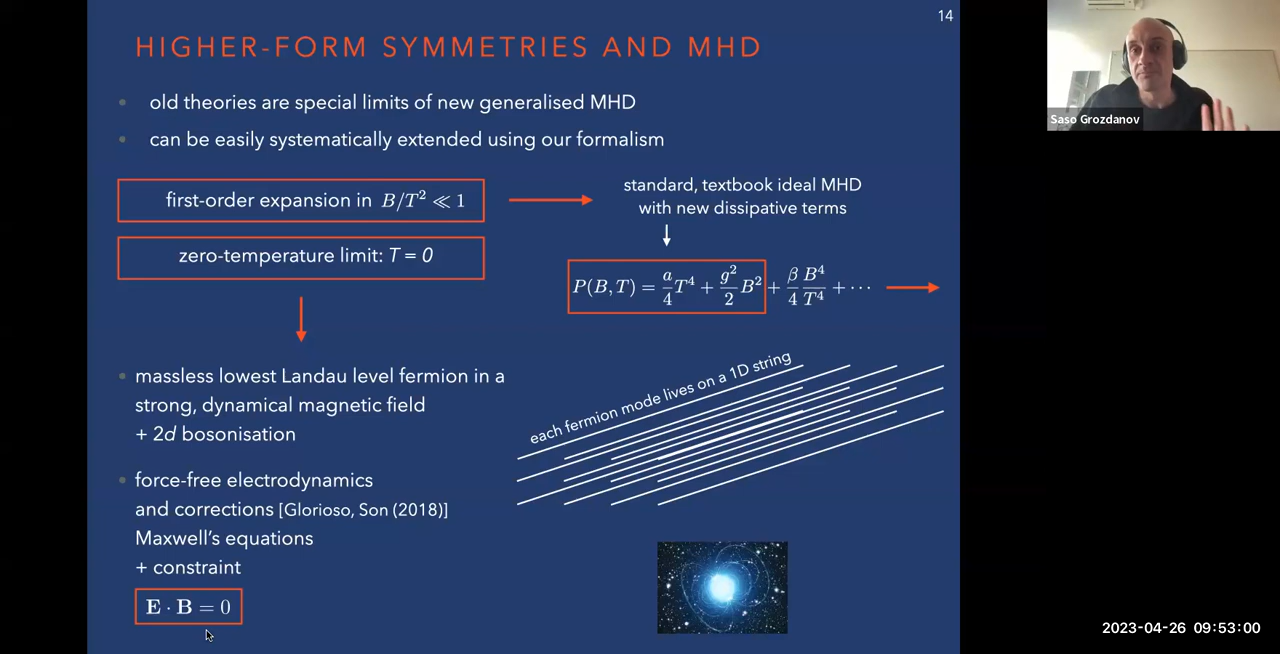 14
HIGHER-FORM SYMMETRIES AND MHD
• old theories are special limits of new generalised MHD
• can be easily systematically extended using our formalism
first-order expansion in B/T² ≪ 1
standard, textbook ideal MHD
with new dissipative terms
zero-temperature limit: T = 0
P(B, T) = a/4 T⁴ + g²/2 B² + β/4 B⁴/T⁴ + ···
• massless lowest Landau level fermion in a
strong, dynamical magnetic field
+ 2d bosonisation
each fermion mode lives on a 1D string
• force-free electrodynamics
and corrections [Glorioso, Son (2018)]
Maxwell's equations
+ constraint
E · B = 0
Saso Grozdanov
2023-04-26 09:53:00